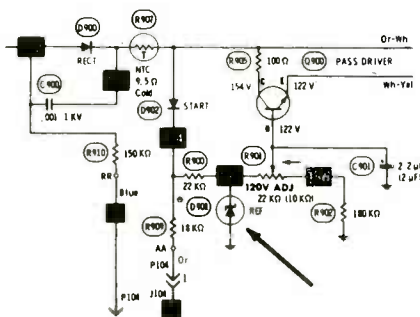 D900
R907
Or-Wh
RECT
NTC
9.5 Ω
Cold
R905
100 Ω
Q900
PASS DRIVER
C900
.001 1 KV
D902
START
154 V
C
E
122 V
Wh-Yel
B
122 V
R910
150 KΩ
RR
Blue
R900
22 KΩ
R901
120V ADJ
22 KΩ (10 KΩ)
C901
2.2 μ
(2 μF)
D901
REF
R902
180 KΩ
R909
18 KΩ
AA
Or
P104
1
J104
P104